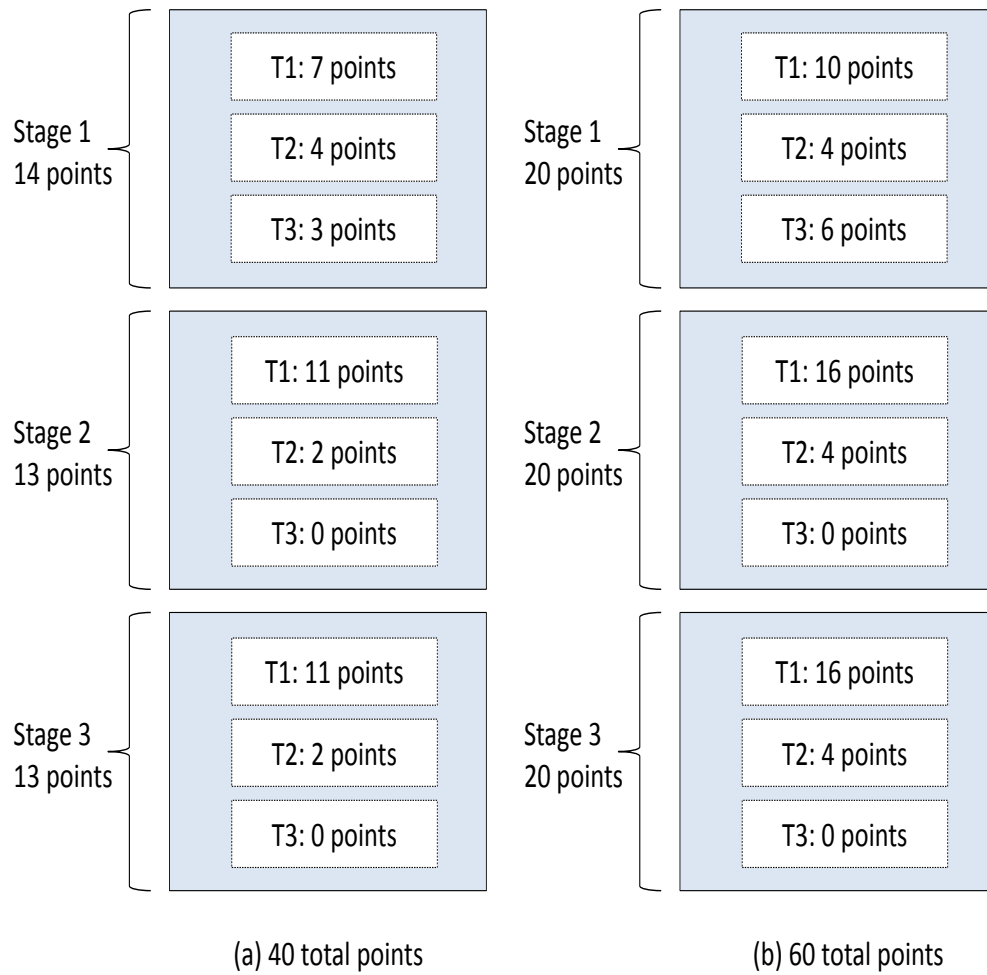 Stage 1
14 points
T1: 7 points
T2: 4 points
T3: 3 points
Stage 2
13 points
T1: 11 points
T2: 2 points
T3: 0 points
Stage 3
13 points
T1: 11 points
T2: 2 points
T3: 0 points
(a) 40 total points
Stage 1
20 points
T1: 10 points
T2: 4 points
T3: 6 points
Stage 2
20 points
T1: 16 points
T2: 4 points
T3: 0 points
Stage 3
20 points
T1: 16 points
T2: 4 points
T3: 0 points
(b) 60 total points